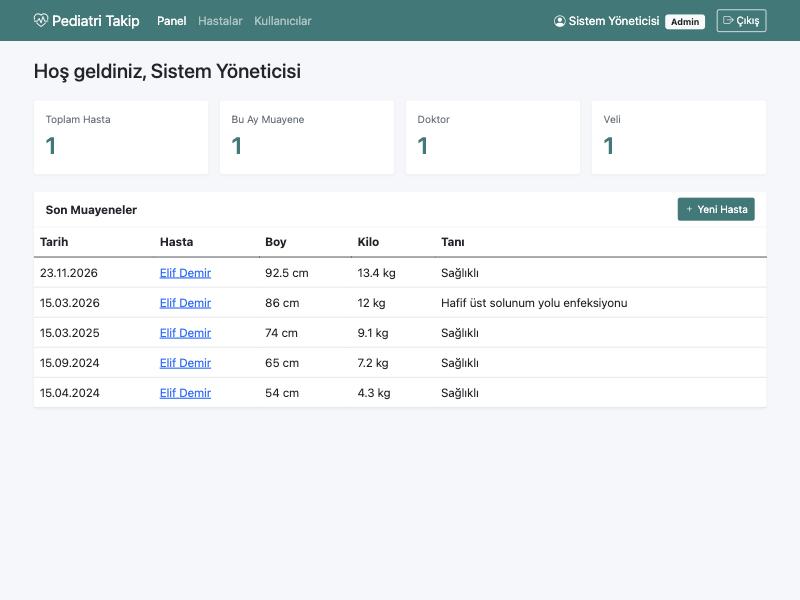 Pediatri Takip Panel Hastalar Kullanıcılar Sistem Yöneticisi Admin Çıkış
Hoş geldiniz, Sistem Yöneticisi
Toplam Hasta Bu Ay Muayene Doktor Veli
1 1 1 1
Son Muayeneler + Yeni Hasta
Tarih Hasta Boy Kilo Tanı
23.11.2026 Elif Demir 92.5 cm 13.4 kg Sağlıklı
15.03.2026 Elif Demir 86 cm 12 kg Hafif üst solunum yolu enfeksiyonu
15.03.2025 Elif Demir 74 cm 9.1 kg Sağlıklı
15.09.2024 Elif Demir 65 cm 7.2 kg Sağlıklı
15.04.2024 Elif Demir 54 cm 4.3 kg Sağlıklı